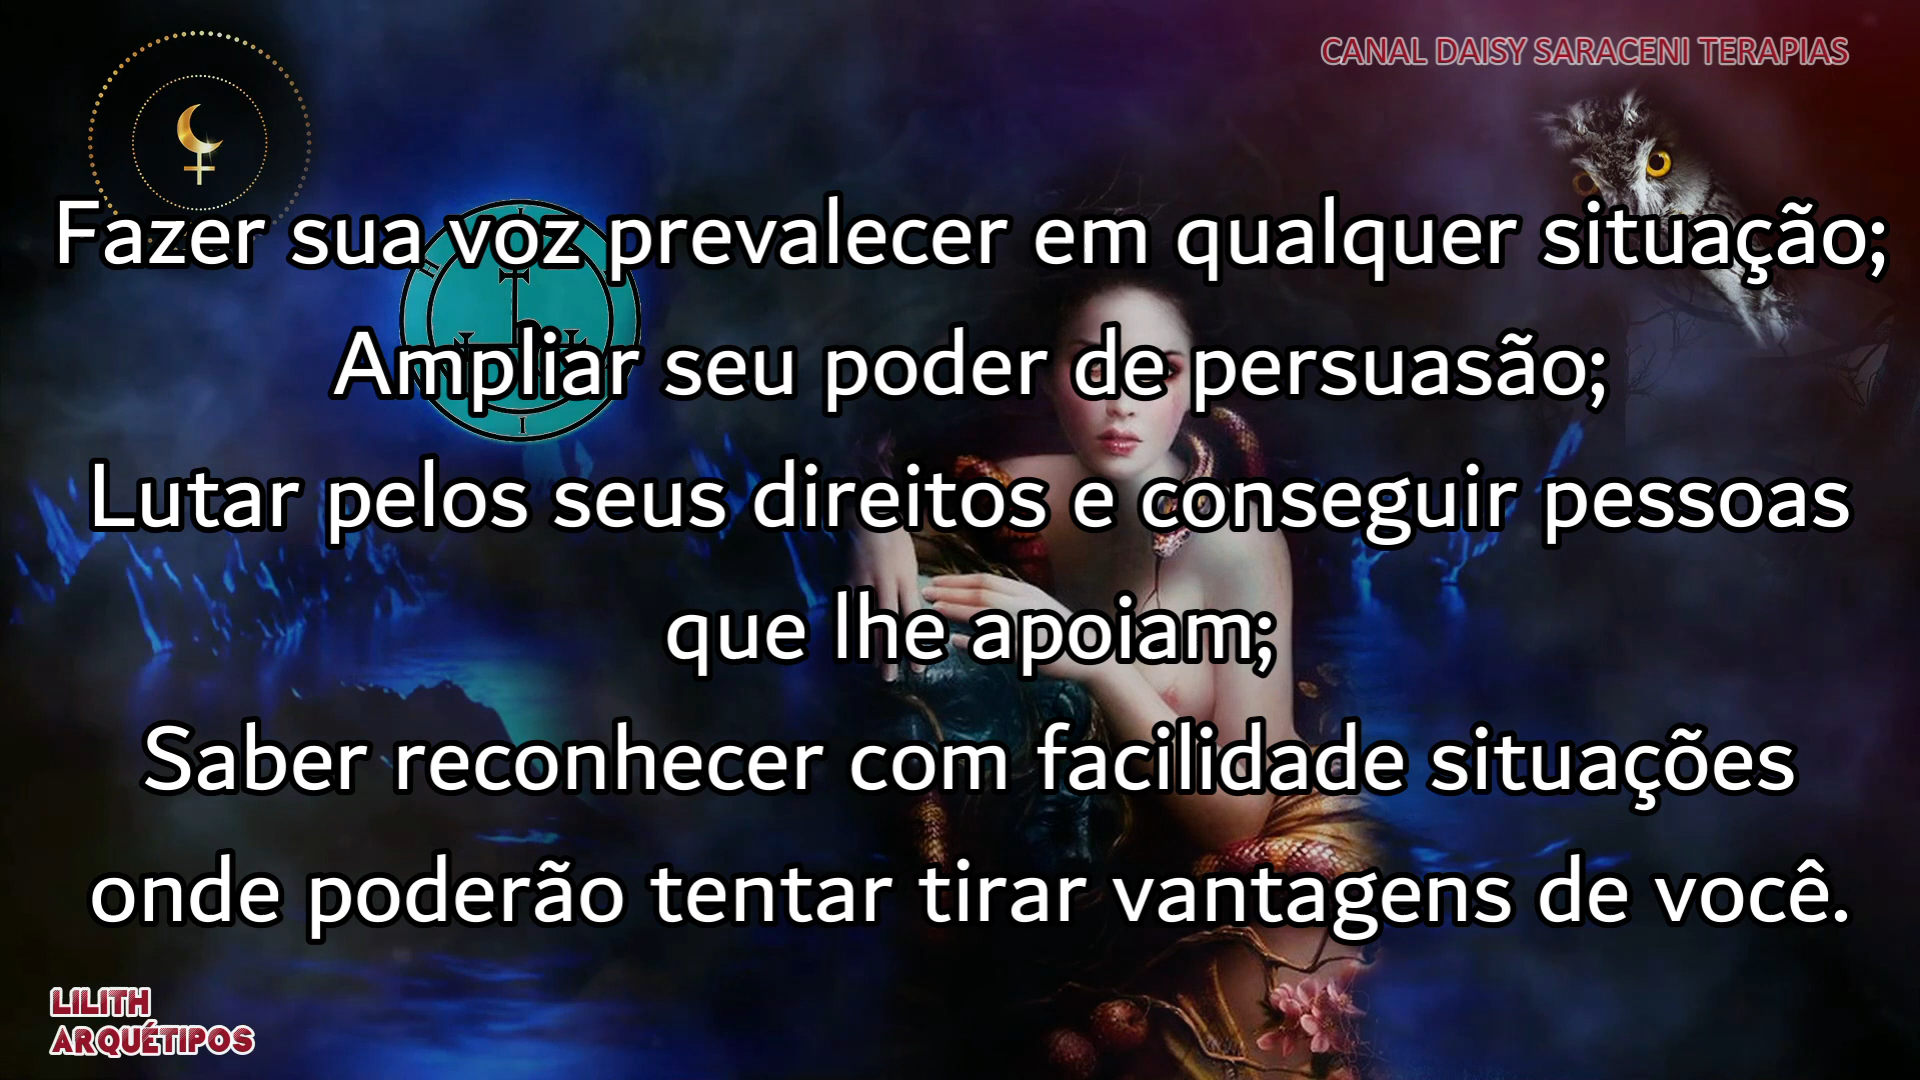 CANAL DAISY SARACENI TERAPIAS
Fazer sua voz prevalecer em qualquer situação;
Ampliar seu poder de persuasão;
Lutar pelos seus direitos e conseguir pessoas
que lhe apoiam;
Saber reconhecer com facilidade situações
onde poderão tentar tirar vantagens de você.
LILITH
ARQUÉTIPOS